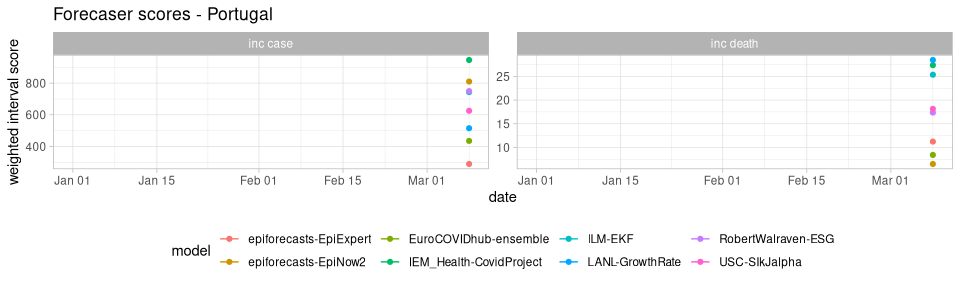 Forecaser scores - Portugal
inc case
inc death
weighted interval score
800
600
400
25
20
15
10
Jan 01 Jan 15 Feb 01 Feb 15 Mar 01
Jan 01 Jan 15 Feb 01 Feb 15 Mar 01
date
model
epiforecasts-EpiExpert EuroCOVIDhub-ensemble ILM-EKF RobertWalraven-ESG
epiforecasts-EpiNow2 IEM_Health-CovidProject LANL-GrowthRate USC-SIkJalpha